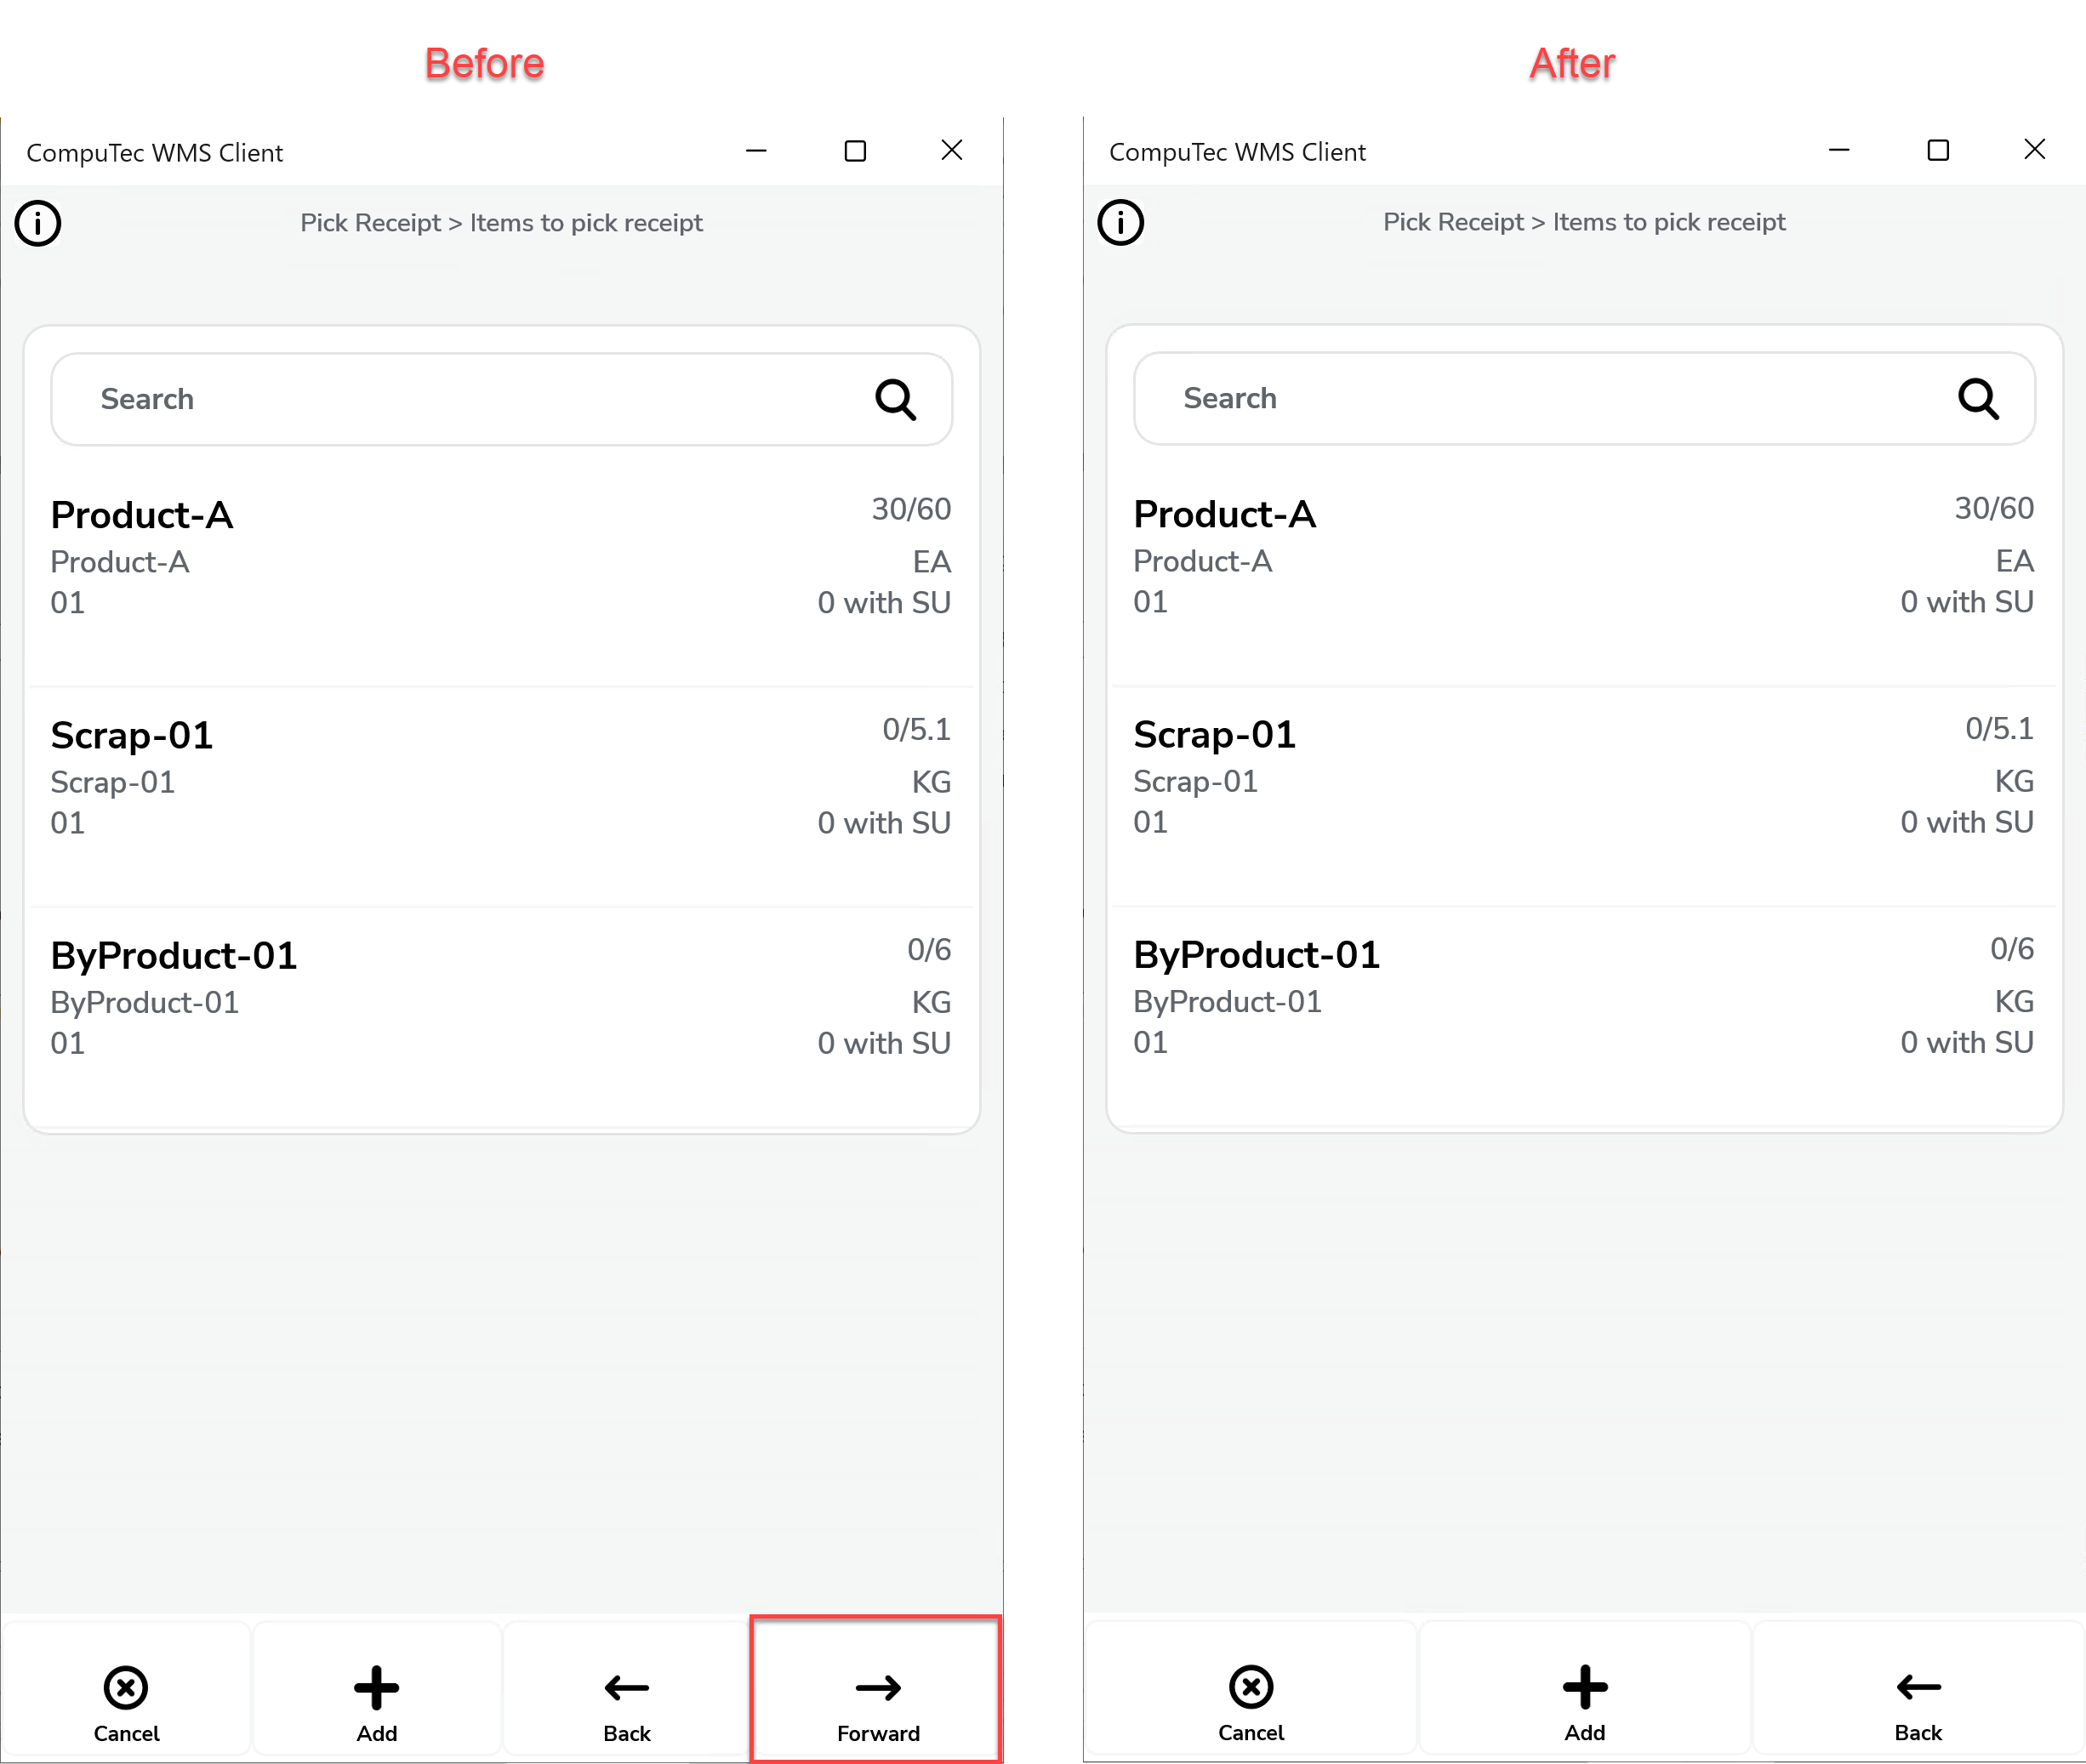 Before
CompuTec WMS Client
Pick Receipt > Items to pick receipt
Search
Product-A 30/60
Product-A EA
01 0 with SU
Scrap-01 0/5.1
Scrap-01 KG
01 0 with SU
ByProduct-01 0/6
ByProduct-01 KG
01 0 with SU
Cancel Add Back Forward
After
CompuTec WMS Client
Pick Receipt > Items to pick receipt
Search
Product-A 30/60
Product-A EA
01 0 with SU
Scrap-01 0/5.1
Scrap-01 KG
01 0 with SU
ByProduct-01 0/6
ByProduct-01 KG
01 0 with SU
Cancel Add Back